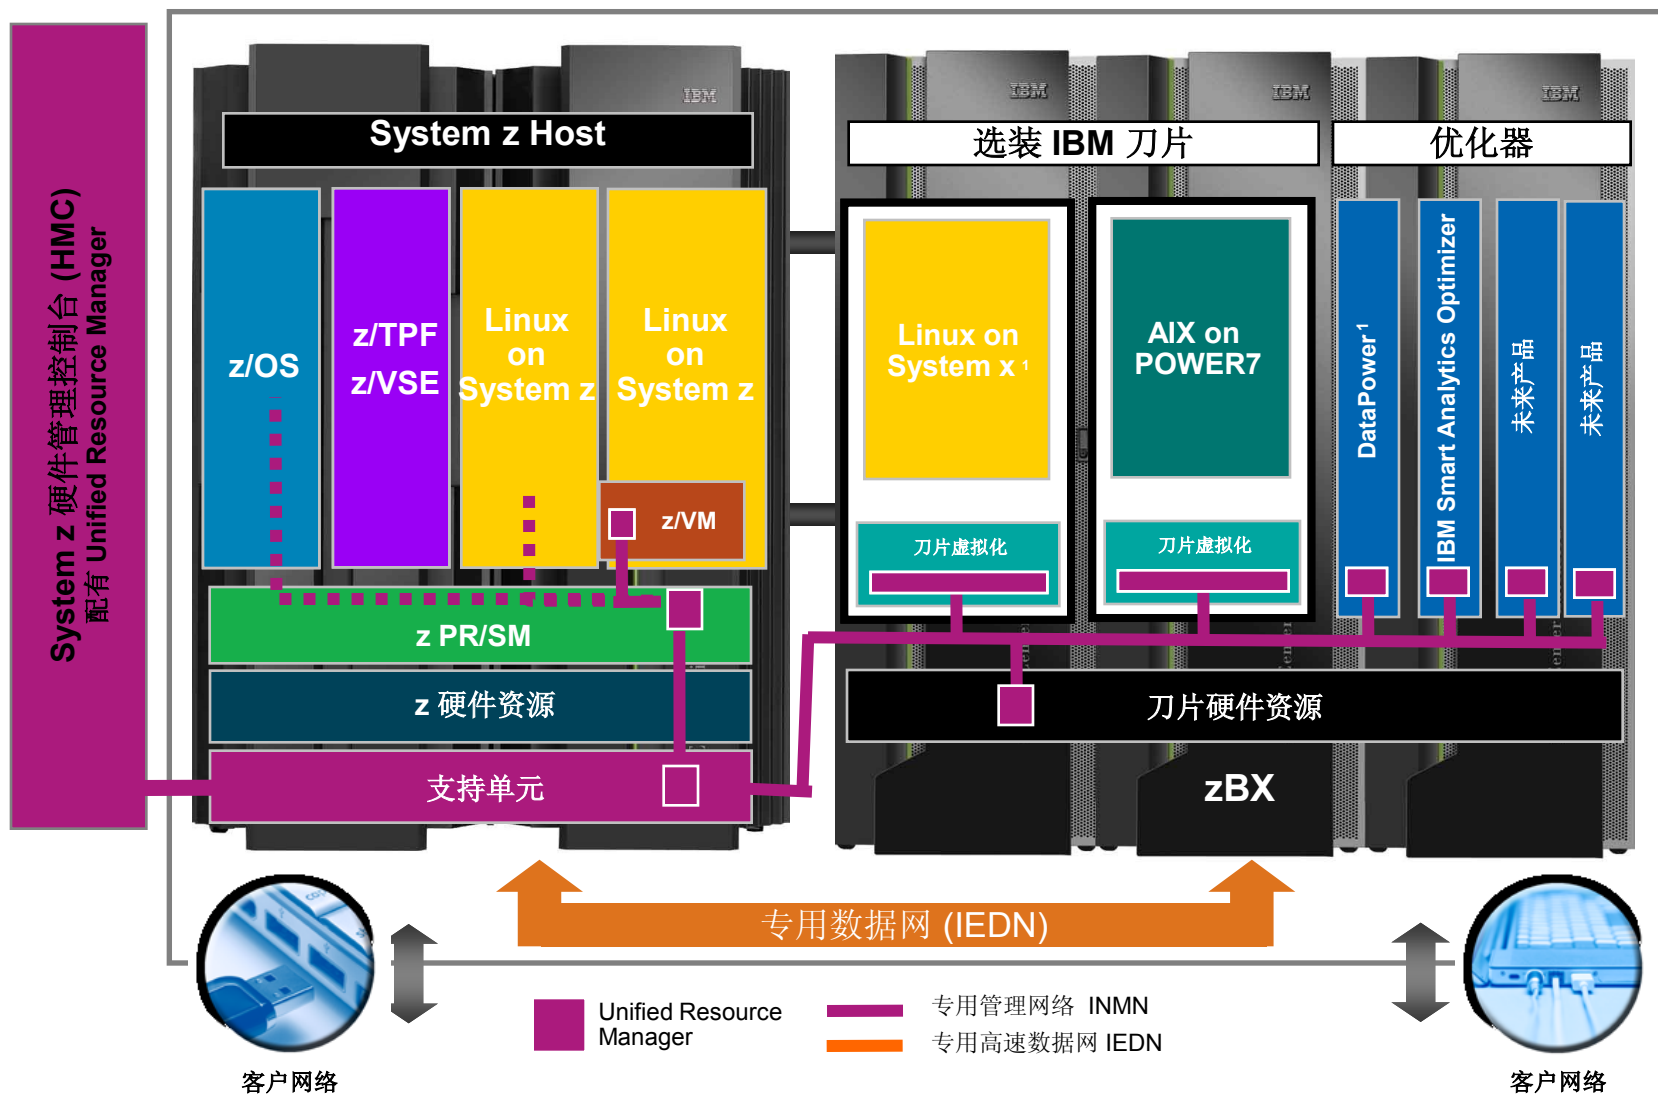 System z 硬件管理控制台 (HMC)
配有 Unified Resource Manager
IBM
System z Host
z/OS
z/TPF
z/VSE
Linux
on
System z
Linux
on
System z
z/VM
z PR/SM
z 硬件资源
支持单元
IBM
IBM
IBM
选装 IBM 刀片
优化器
Linux on
System x 1
刀片虚拟化
AIX on
POWER7
刀片虚拟化
DataPower1
IBM Smart Analytics Optimizer
未来产品
未来产品
刀片硬件资源
zBX
专用数据网 (IEDN)
客户网络
Unified Resource
Manager
专用管理网络 INMN
专用高速数据网 IEDN
客户网络